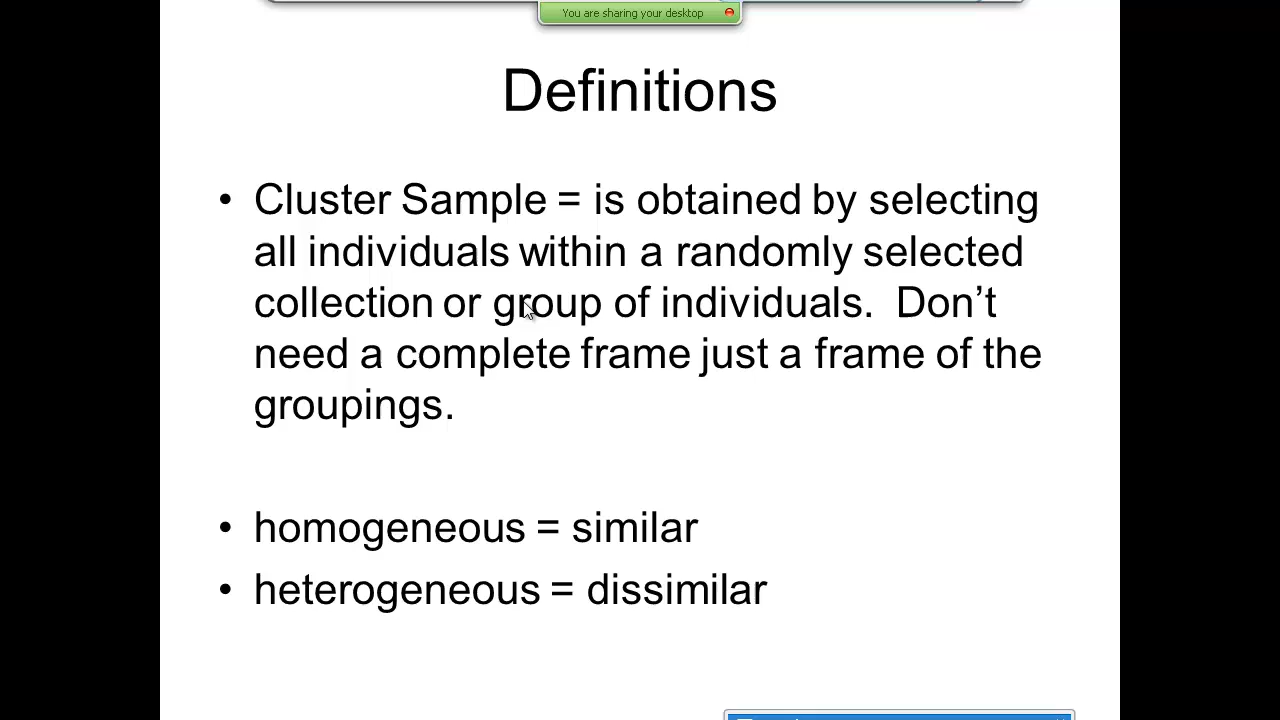 You are sharing your desktop
Definitions
• Cluster Sample = is obtained by selecting
all individuals within a randomly selected
collection or group of individuals.  Don’t
need a complete frame just a frame of the
groupings.
• homogeneous = similar
• heterogeneous = dissimilar